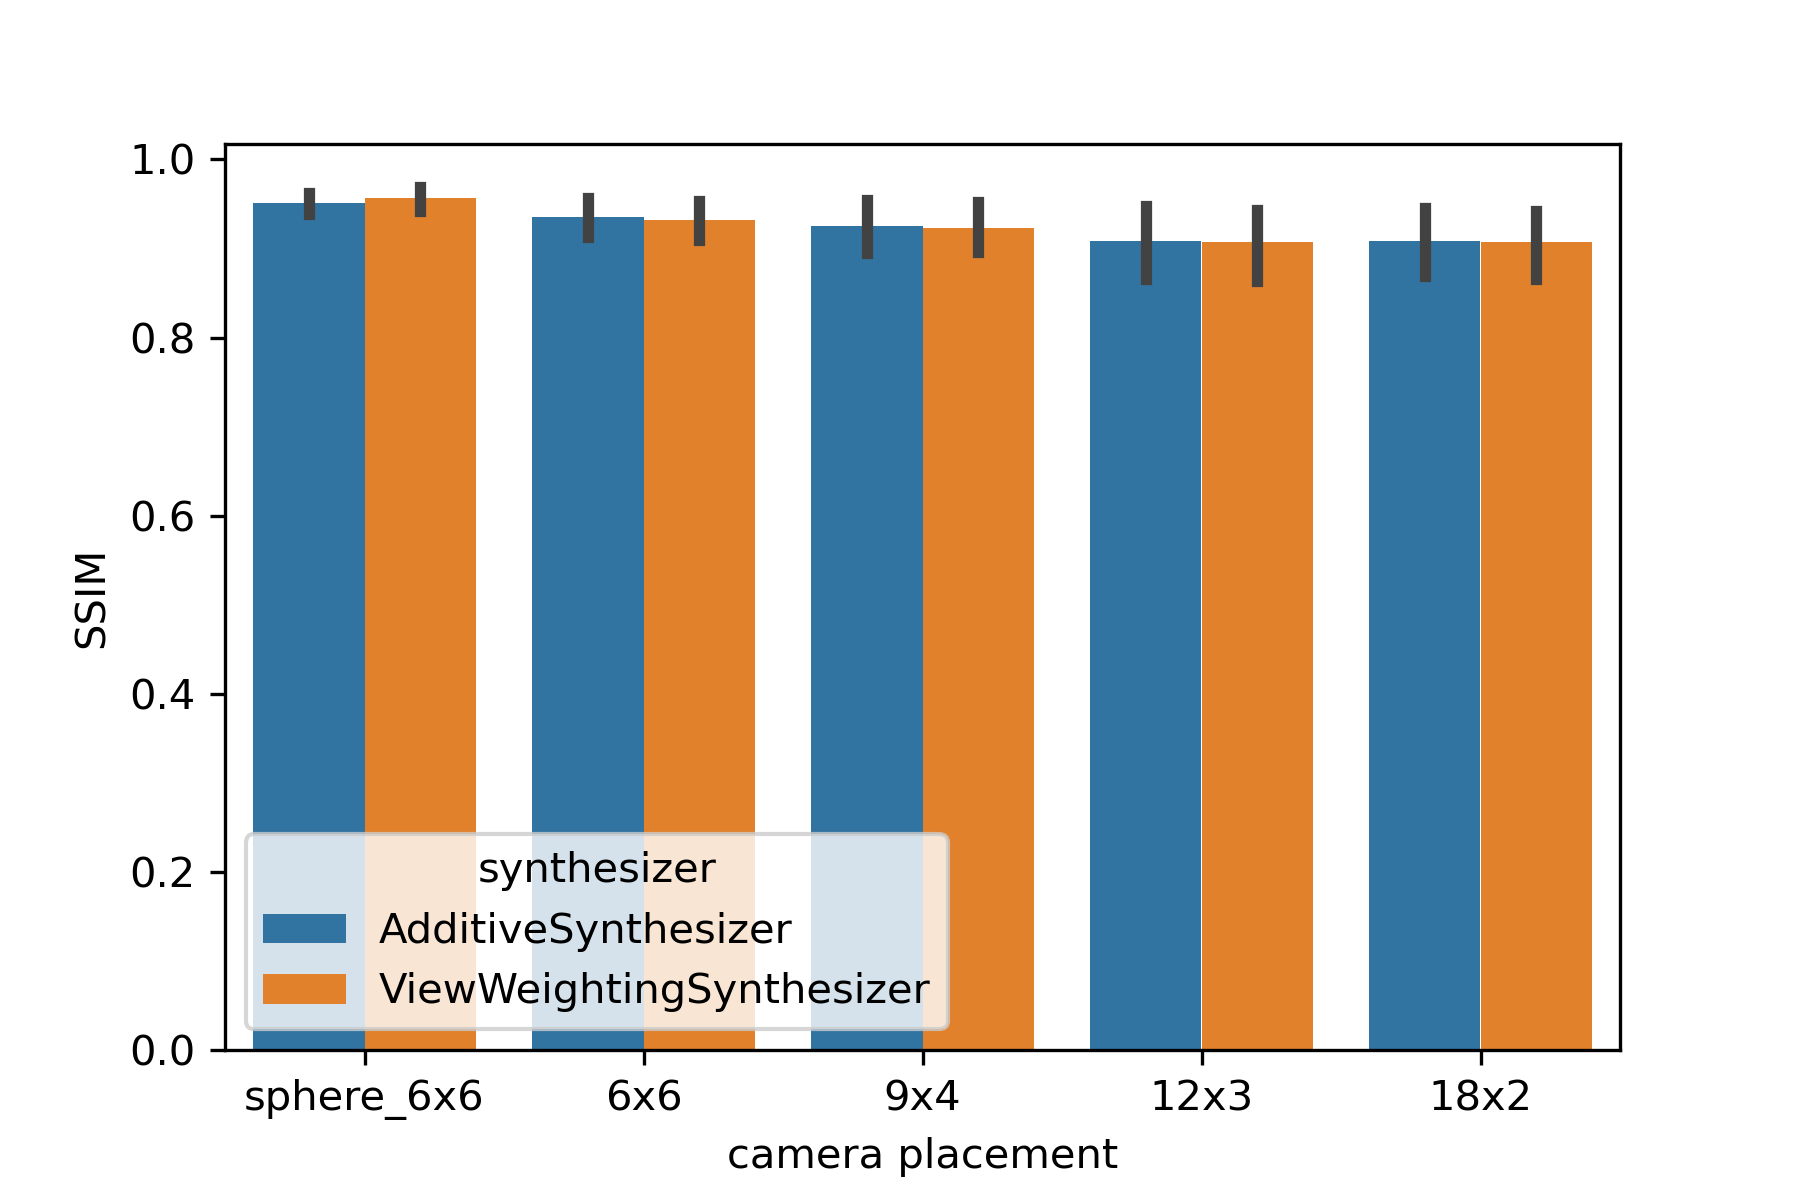 1.0
0.8
0.6
0.4
0.2
0.0
SSIM
synthesizer
AdditiveSynthesizer
ViewWeightingSynthesizer
sphere_6x6 6x6 9x4 12x3 18x2
camera placement